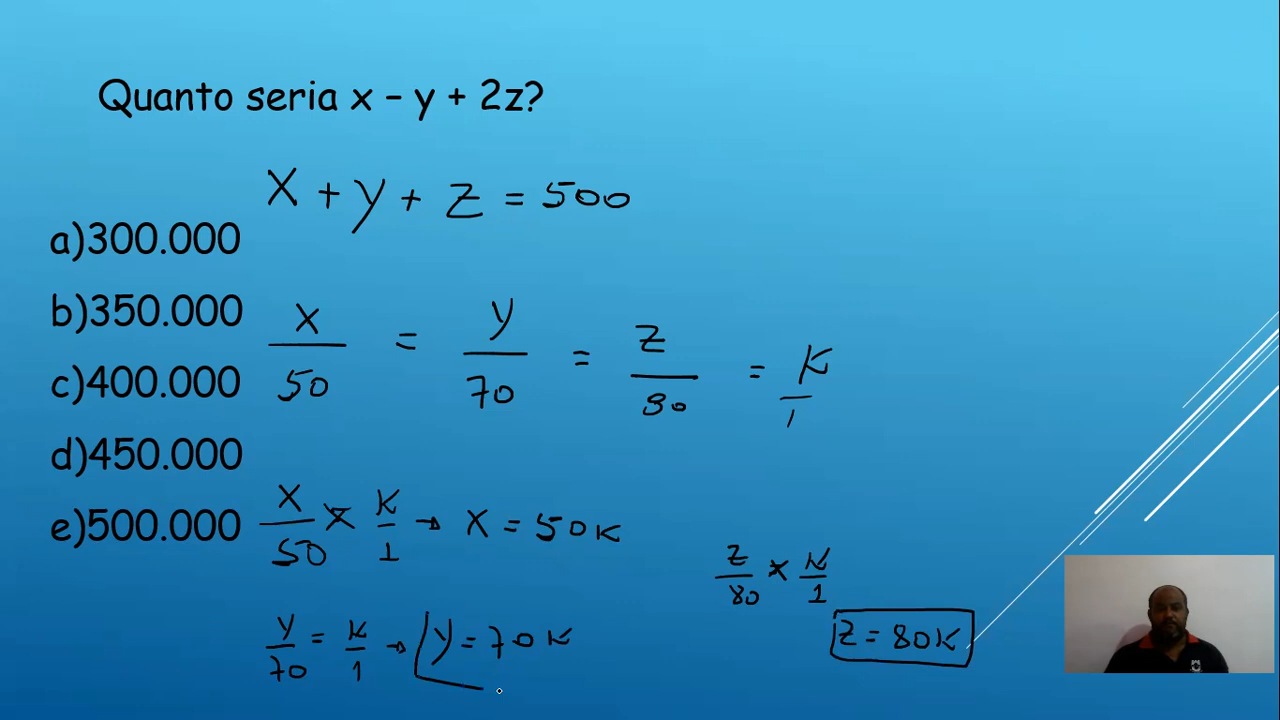 Quanto seria x – y + 2z?
X + y + z = 500
a)300.000
b)350.000
c)400.000
d)450.000
e)500.000
x/50 = y/70 = z/80 = k/1
x/50 × k/1 → x = 50k
z/80 × k/1
z = 80k
y/70 = k/1 → y = 70k